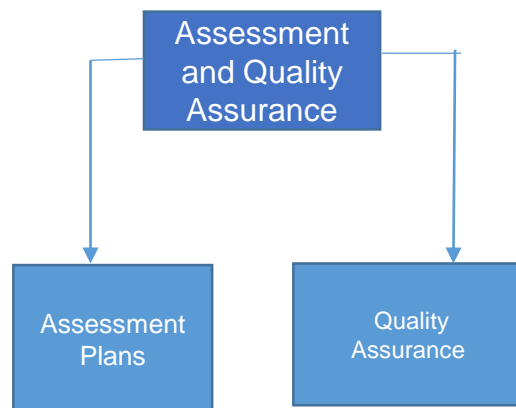 Assessment
and Quality
Assurance
Assessment
Plans
Quality
Assurance